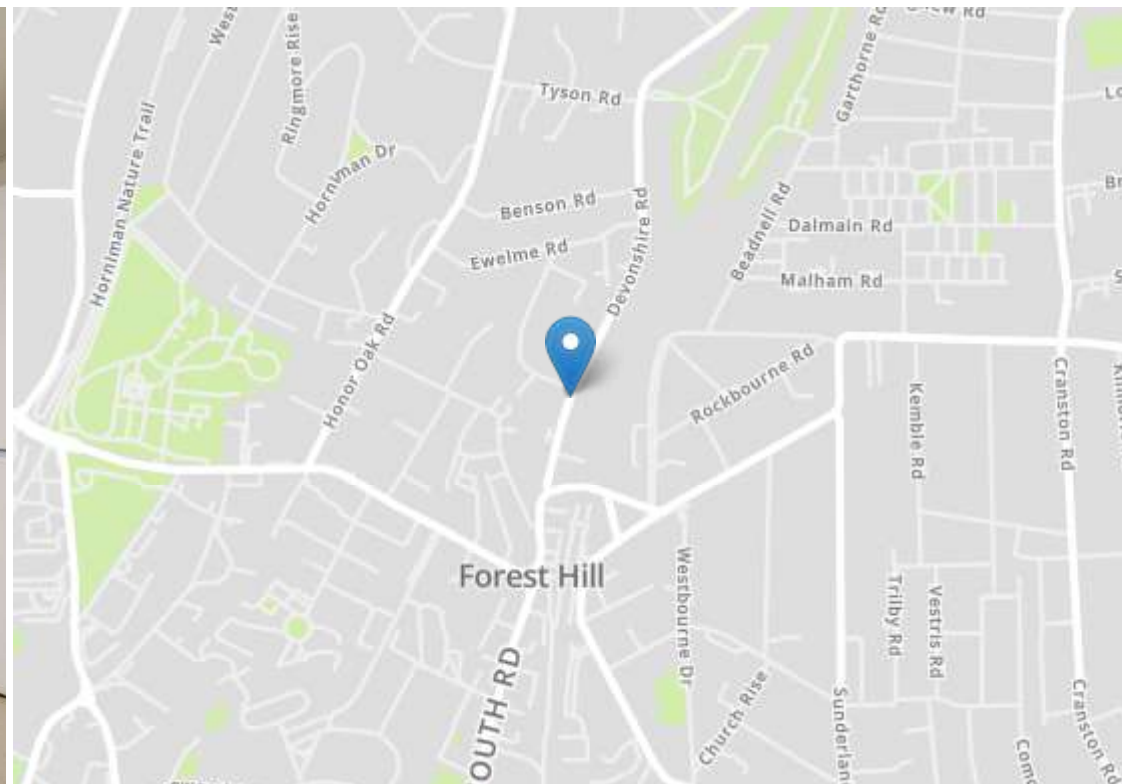 Tyson Rd
Garthorne Rd
Ringmore Rise
Horniman Nature Trail
Horniman Dr
Benson Rd
Devonshire Rd
Beadnell Rd
Dalmain Rd
Ewelme Rd
Malham Rd
Honor Oak Rd
Rockbourne Rd
Cranston Rd
Kemble Rd
Forest Hill
Westbourne Dr
Trilby Rd
Vestris Rd
OUTH RD
Church Rise
Sunderlan
Cranston Rd